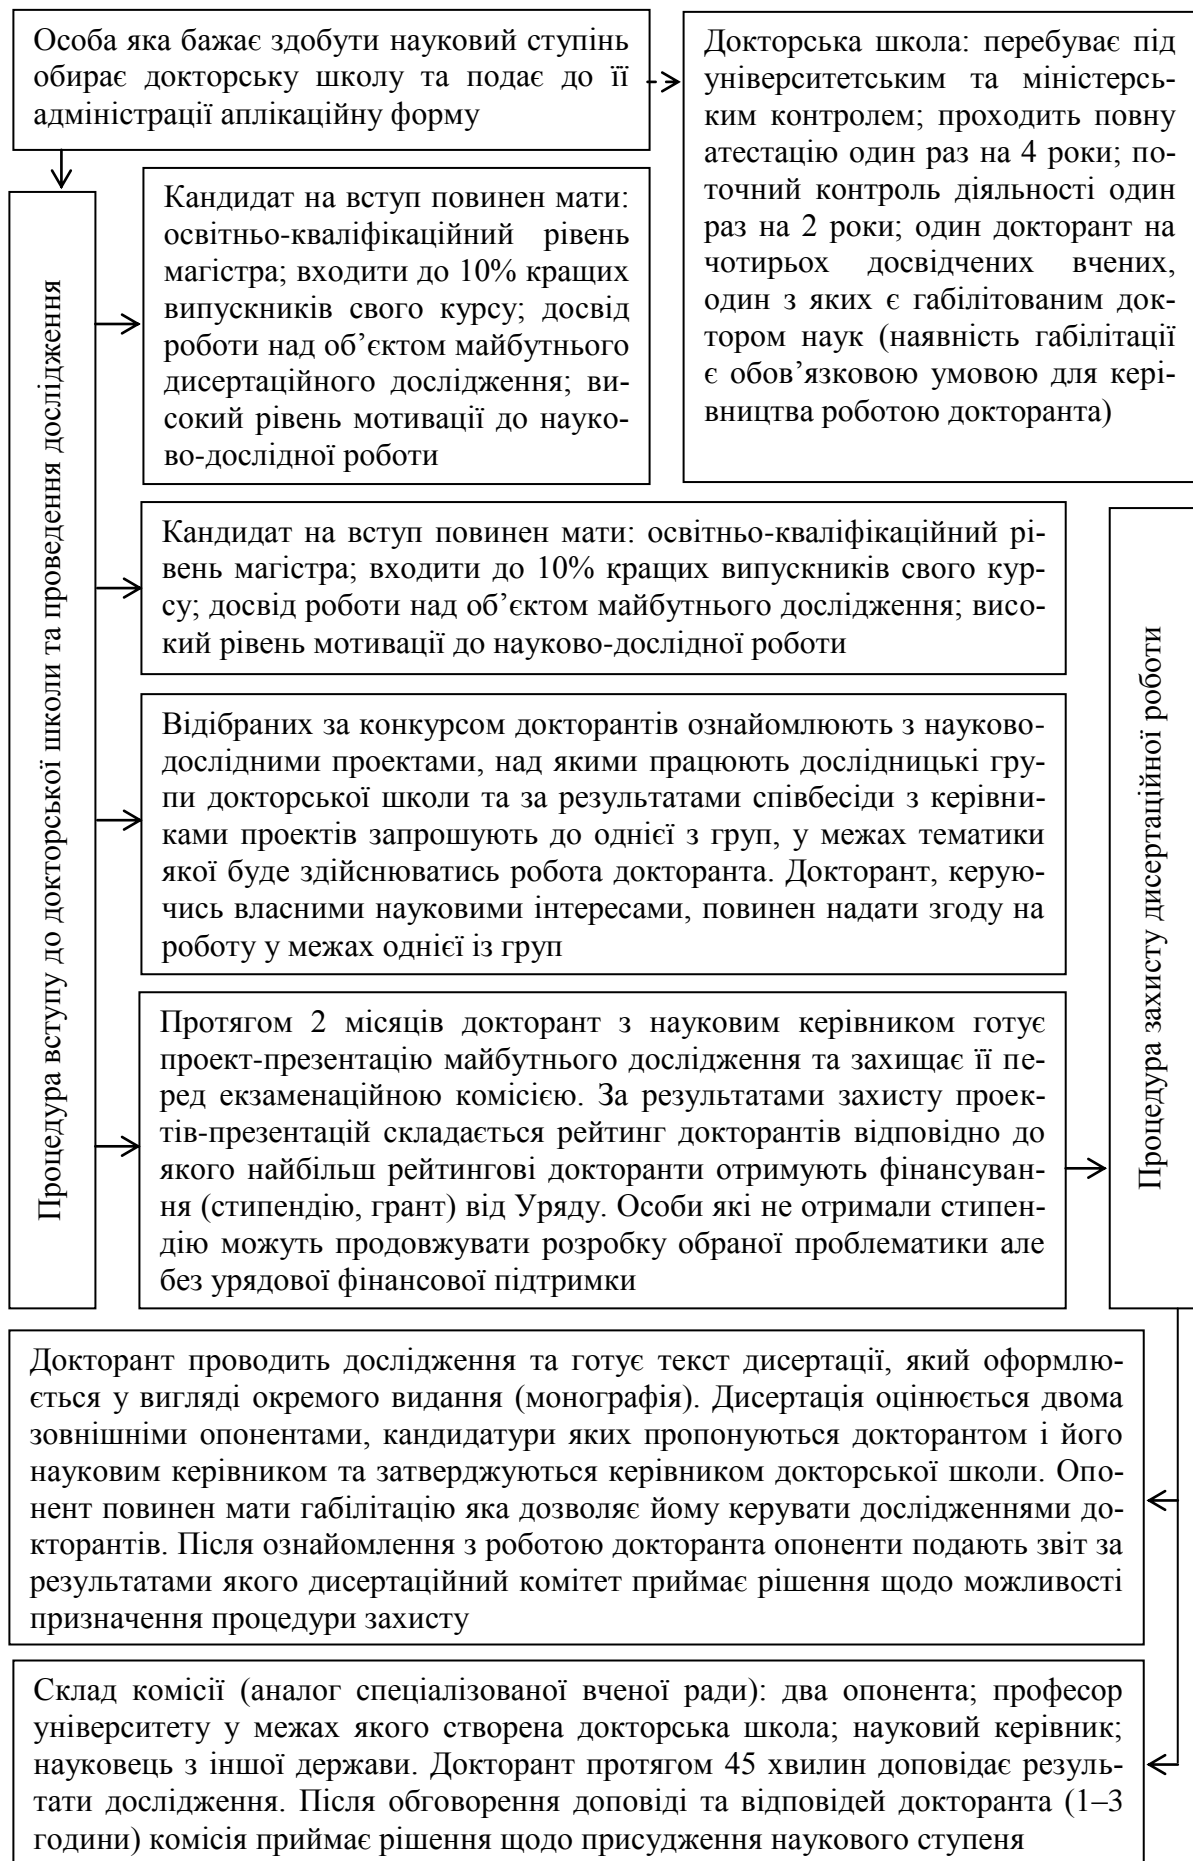 Особа яка бажає здобути науковий ступінь
обирає докторську школу та подає до її
адміністрації аплікаційну форму
Докторська школа: перебуває під
університетським та міністерсь-
ким контролем; проходить повну
атестацію один раз на 4 роки; по-
точний контроль діяльності один
раз на 2 роки; один докторант на
чотирьох досвідчених вчених,
один з яких є габілітованим док-
тором наук (наявність габілітації
є обов’язковою умовою для кері-
вництва роботою докторанта)
Процедура вступу до докторської школи та проведення дослідження
Кандидат на вступ повинен мати:
освітньо-кваліфікаційний рівень
магістра; входити до 10% кращих
випускників свого курсу; досвід
роботи над об’єктом майбутнього
дисертаційного дослідження; ви-
сокий рівень мотивації до науко-
во-дослідної роботи
Кандидат на вступ повинен мати: освітньо-кваліфікаційний рі-
вень магістра; входити до 10% кращих випускників свого кур-
су; досвід роботи над об’єктом майбутнього дослідження; висо-
кий рівень мотивації до науково-дослідної роботи
Відібраних за конкурсом докторантів ознайомлюють з науково-
дослідними проектами, над якими працюють дослідницькі гру-
пи докторської школи та за результатами співбесіди з керівни-
ками проектів запрошують до однієї з груп, у межах тематики
якої буде здійснюватись робота докторанта. Докторант, керую-
чись власними науковими інтересами, повинен надати згоду на
роботу у межах однієї із груп
Протягом 2 місяців докторант з науковим керівником готує
проект-презентацію майбутнього дослідження та захищає її пе-
ред екзаменаційною комісією. За результатами захисту проек-
тів-презентацій складається рейтинг докторантів відповідно до
якого найбільш рейтингові докторанти отримують фінансуван-
ня (стипендію, грант) від Уряду. Особи які не отримали стипен-
дію можуть продовжувати розробку обраної проблематики але
без урядової фінансової підтримки
Процедура захисту дисертаційної роботи
Докторант проводить дослідження та готує текст дисертації, який оформлю-
ється у вигляді окремого видання (монографія). Дисертація оцінюється двома
зовнішніми опонентами, кандидатури яких пропонуються докторантом і його
науковим керівником та затверджуються керівником докторської школи. Опо-
нент повинен мати габілітацію яка дозволяє йому керувати дослідженнями до-
кторантів. Після ознайомлення з роботою докторанта опоненти подають звіт за
результатами якого дисертаційний комітет приймає рішення щодо можливості
призначення процедури захисту
Склад комісії (аналог спеціалізованої вченої ради): два опонента; професор
університету у межах якого створена докторська школа; науковий керівник;
науковець з іншої держави. Докторант протягом 45 хвилин доповідає резуль-
тати дослідження. Після обговорення доповіді та відповідей докторанта (1–3
години) комісія приймає рішення щодо присудження наукового ступеня